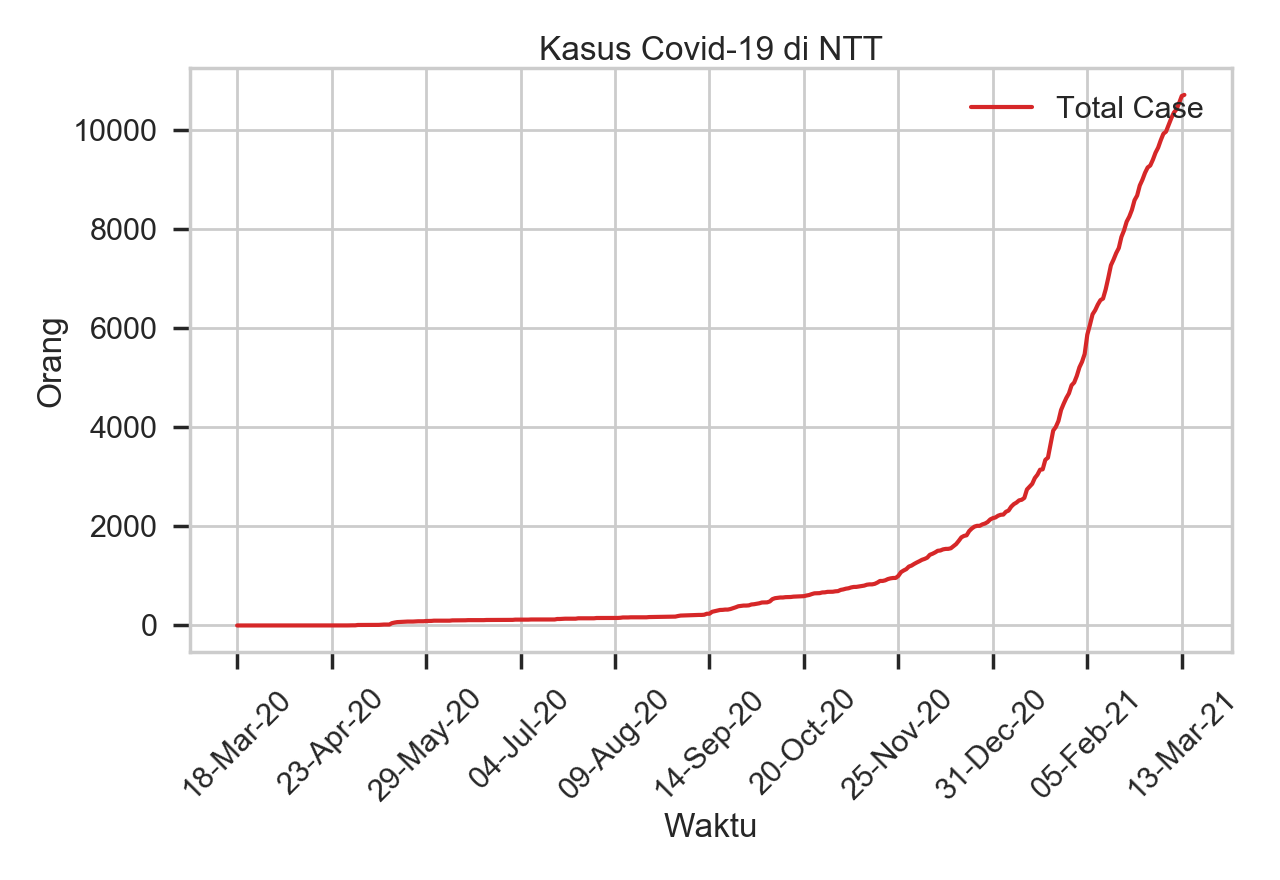 Kasus Covid-19 di NTT
Total Case
10000
8000
6000
4000
2000
0
Orang
18-Mar-20
23-Apr-20
29-May-20
04-Jul-20
09-Aug-20
14-Sep-20
20-Oct-20
25-Nov-20
31-Dec-20
05-Feb-21
13-Mar-21
Waktu